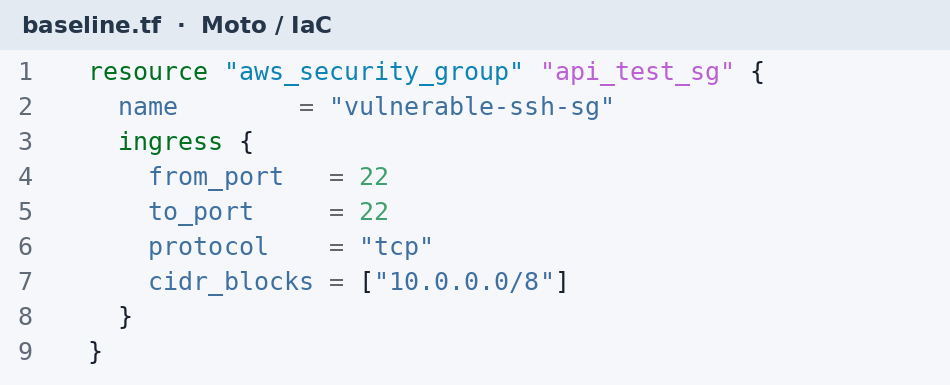 baseline.tf · Moto / IaC
1 resource "aws_security_group" "api_test_sg" {
2   name        = "vulnerable-ssh-sg"
3   ingress {
4     from_port   = 22
5     to_port     = 22
6     protocol    = "tcp"
7     cidr_blocks = ["10.0.0.0/8"]
8   }
9 }